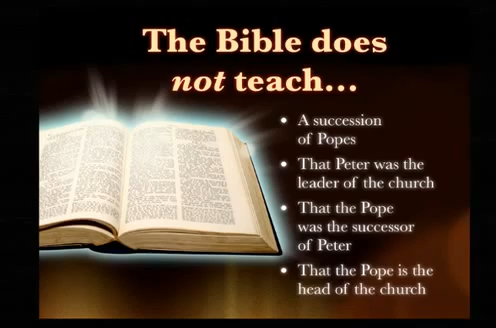 The Bible does
not teach...
• A succession
of Popes
• That Peter was the
leader of the church
• That the Pope
was the successor
of Peter
• That the Pope is the
head of the church